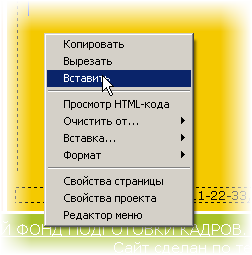 Копировать
Вырезать
Вставить
Просмотр HTML-кода
Очистить от...
Вставка...
Формат
Свойства страницы
Свойства проекта
Редактор меню
1-22-33
Й ФОНД ПОДГОТОВКИ КАДРОВ
Сайт сделан по т